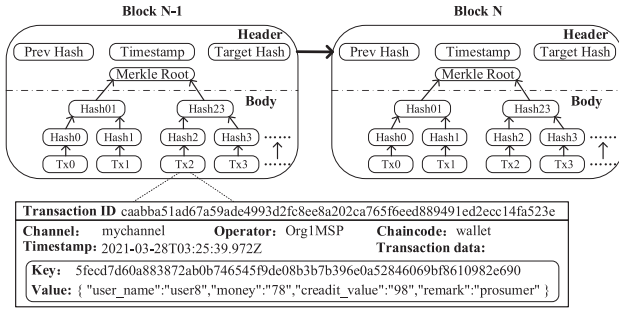 Block N-1 Block N
Header Header
Prev Hash Timestamp Target Hash Prev Hash Timestamp Target Hash
Merkle Root Merkle Root
Body Body
Hash01 Hash23 Hash01 Hash23
Hash0 Hash1 Hash2 Hash3 ...... Hash0 Hash1 Hash2 Hash3 ......
Tx0 Tx1 Tx2 Tx3 ...... Tx0 Tx1 Tx2 Tx3 ......
Transaction ID caabba51ad67a59ade4993d2fc8ee8a202ca765f6eed889491ed2ecc14fa523e
Channel: mychannel Operator: Org1MSP Chaincode: wallet
Timestamp: 2021-03-28T03:25:39.972Z Transaction data:
Key: 5fecd7d60a883872ab0b746545f9de08b3b7b396e0a52846069bf8610982e690
Value: { "user_name":"user8","money":"78","creadit_value":"98","remark":"prosumer" }